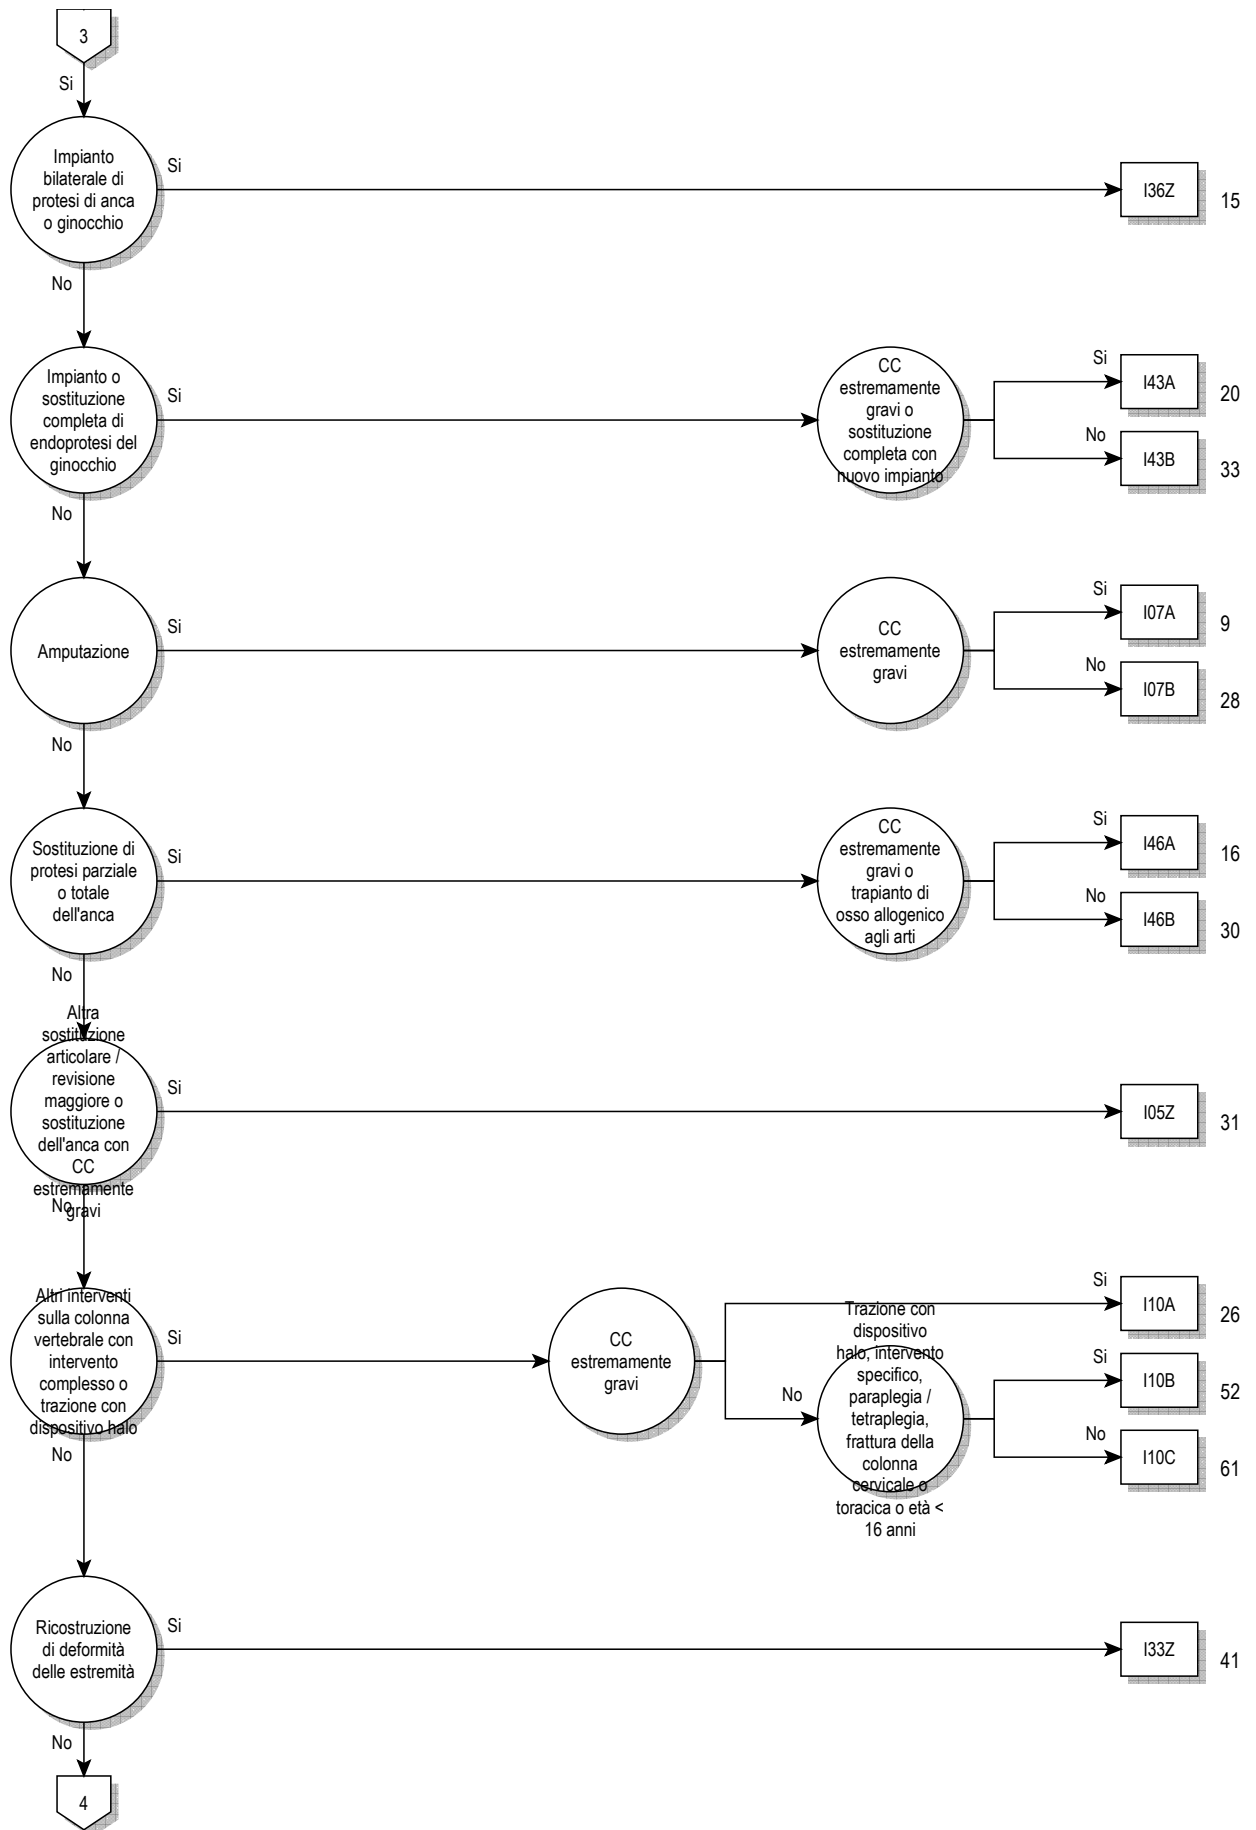 3
Si
Impianto
bilaterale di
protesi di anca
o ginocchio
Si
I36Z
15
No
Impianto o
sostituzione
completa di
endoprotesi del
ginocchio
Si
CC
estremamente
gravi o
sostituzione
completa con
nuovo impianto
Si
I43A
20
No
I43B
33
No
Amputazione
Si
CC
estremamente
gravi
Si
I07A
9
No
I07B
28
No
Sostituzione di
protesi parziale
o totale
dell'anca
Si
CC
estremamente
gravi o
trapianto di
osso allogenico
agli arti
Si
I46A
16
No
I46B
30
No
Altra
sostituzione
articolare /
revisione
maggiore o
sostituzione
dell'anca con
CC
estremamente
gravi
Si
I05Z
31
No
Altri interventi
sulla colonna
vertebrale con
intervento
complesso o
trazione con
dispositivo halo
Si
CC
estremamente
gravi
Si
I10A
26
No
Trazione con
dispositivo
halo, intervento
specifico,
paraplegia /
tetraplegia,
frattura della
colonna
cervicale o
toracica o età <
16 anni
Si
I10B
52
No
I10C
61
No
Ricostruzione
di deformità
delle estremità
Si
I33Z
41
No
4